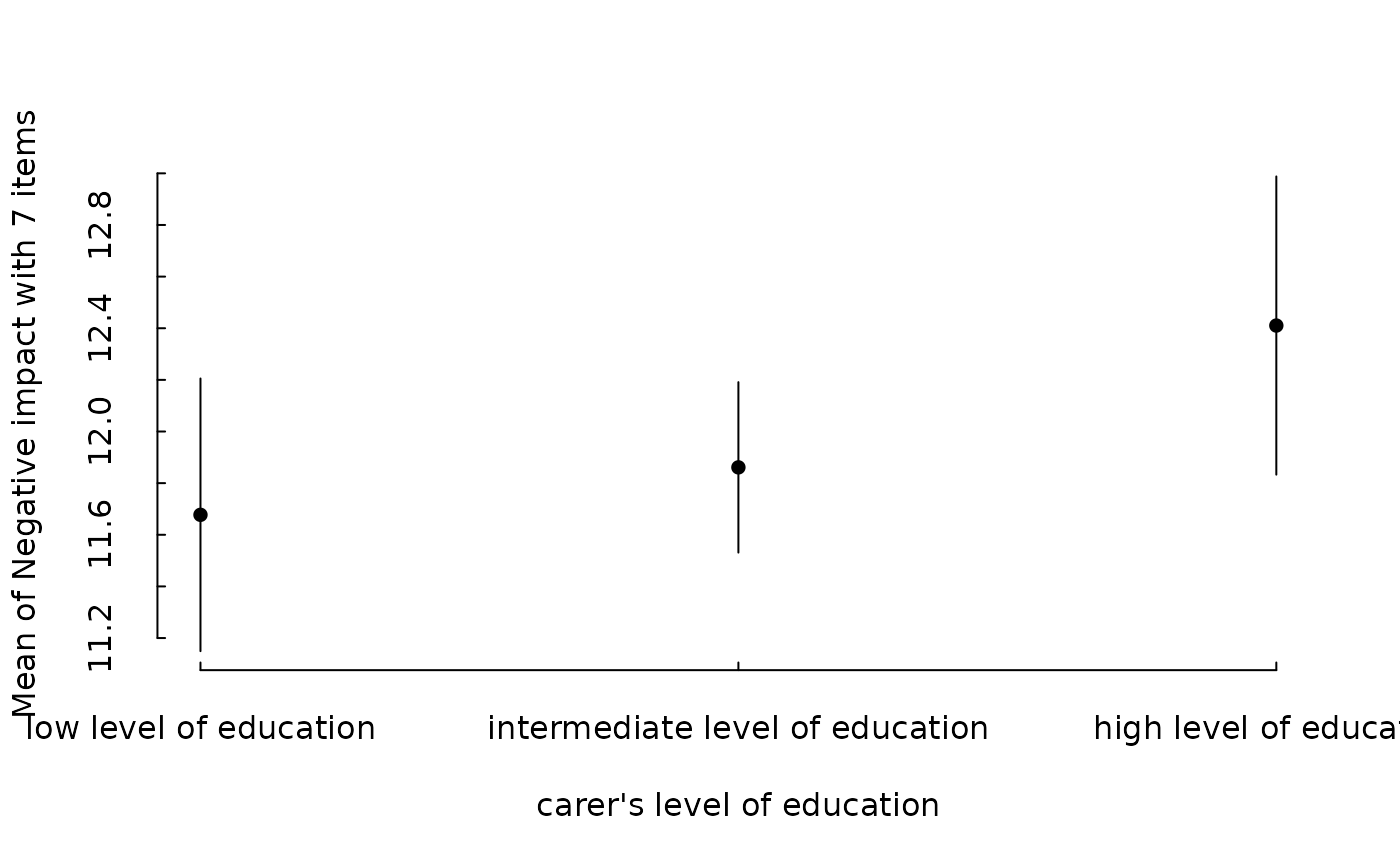 Mean of Negative impact with 7 items
12.8
12.4
12.0
11.6
11.2
low level of education
intermediate level of education
high level of educat
carer's level of education